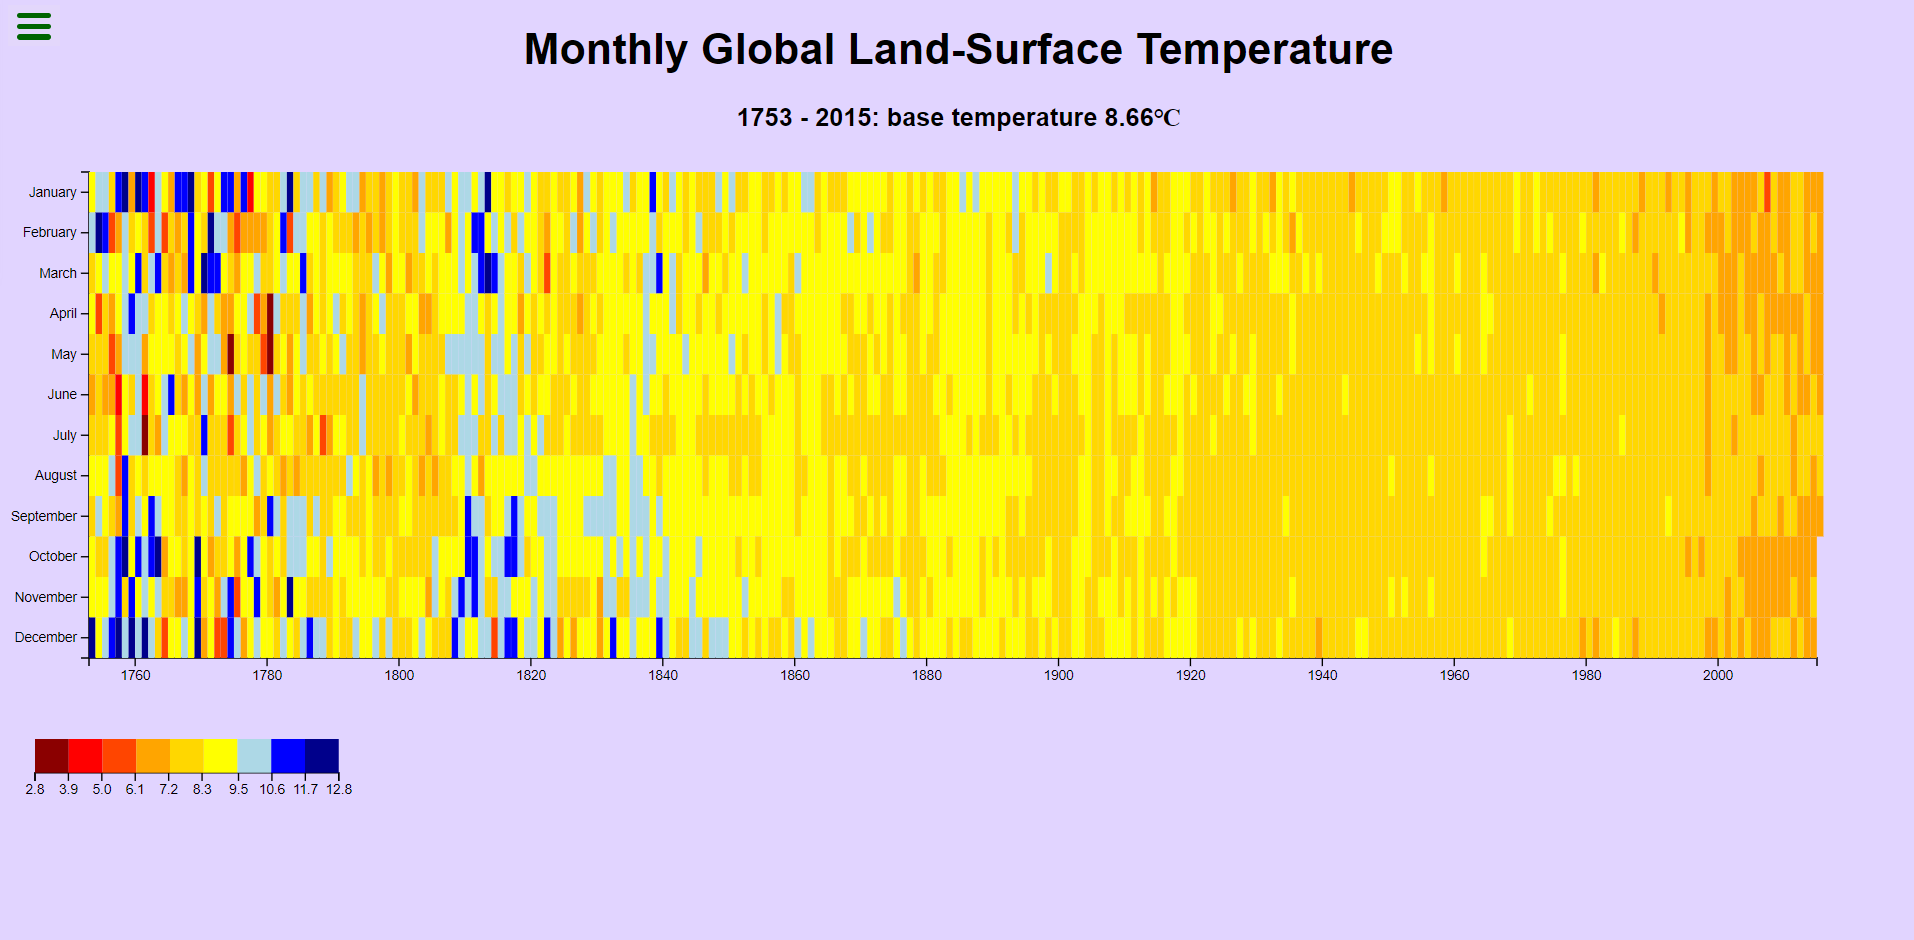 Monthly Global Land-Surface Temperature
1753 - 2015: base temperature 8.66℃
January
February
March
April
May
June
July
August
September
October
November
December
1760 1780 1800 1820 1840 1860 1880 1900 1920 1940 1960 1980 2000
2.8 3.9 5.0 6.1 7.2 8.3 9.5 10.6 11.7 12.8